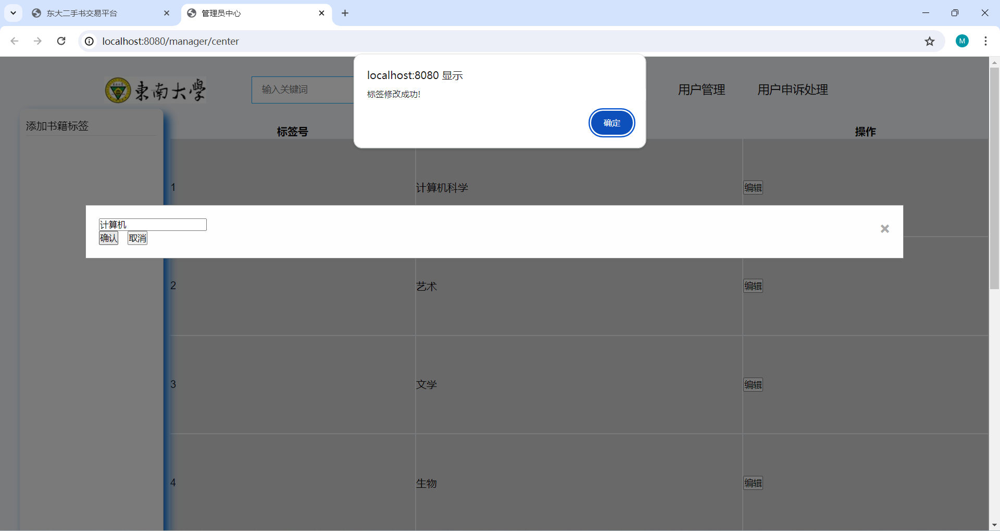 东大二手书交易平台
管理员中心
localhost:8080/manager/center
M
localhost:8080 显示
标签修改成功!
确定
東南大學
输入关键词
用户管理
用户申诉处理
添加书籍标签
标签号
操作
1
计算机科学
编辑
计算机
确认
取消
2
艺术
编辑
3
文学
编辑
4
生物
编辑